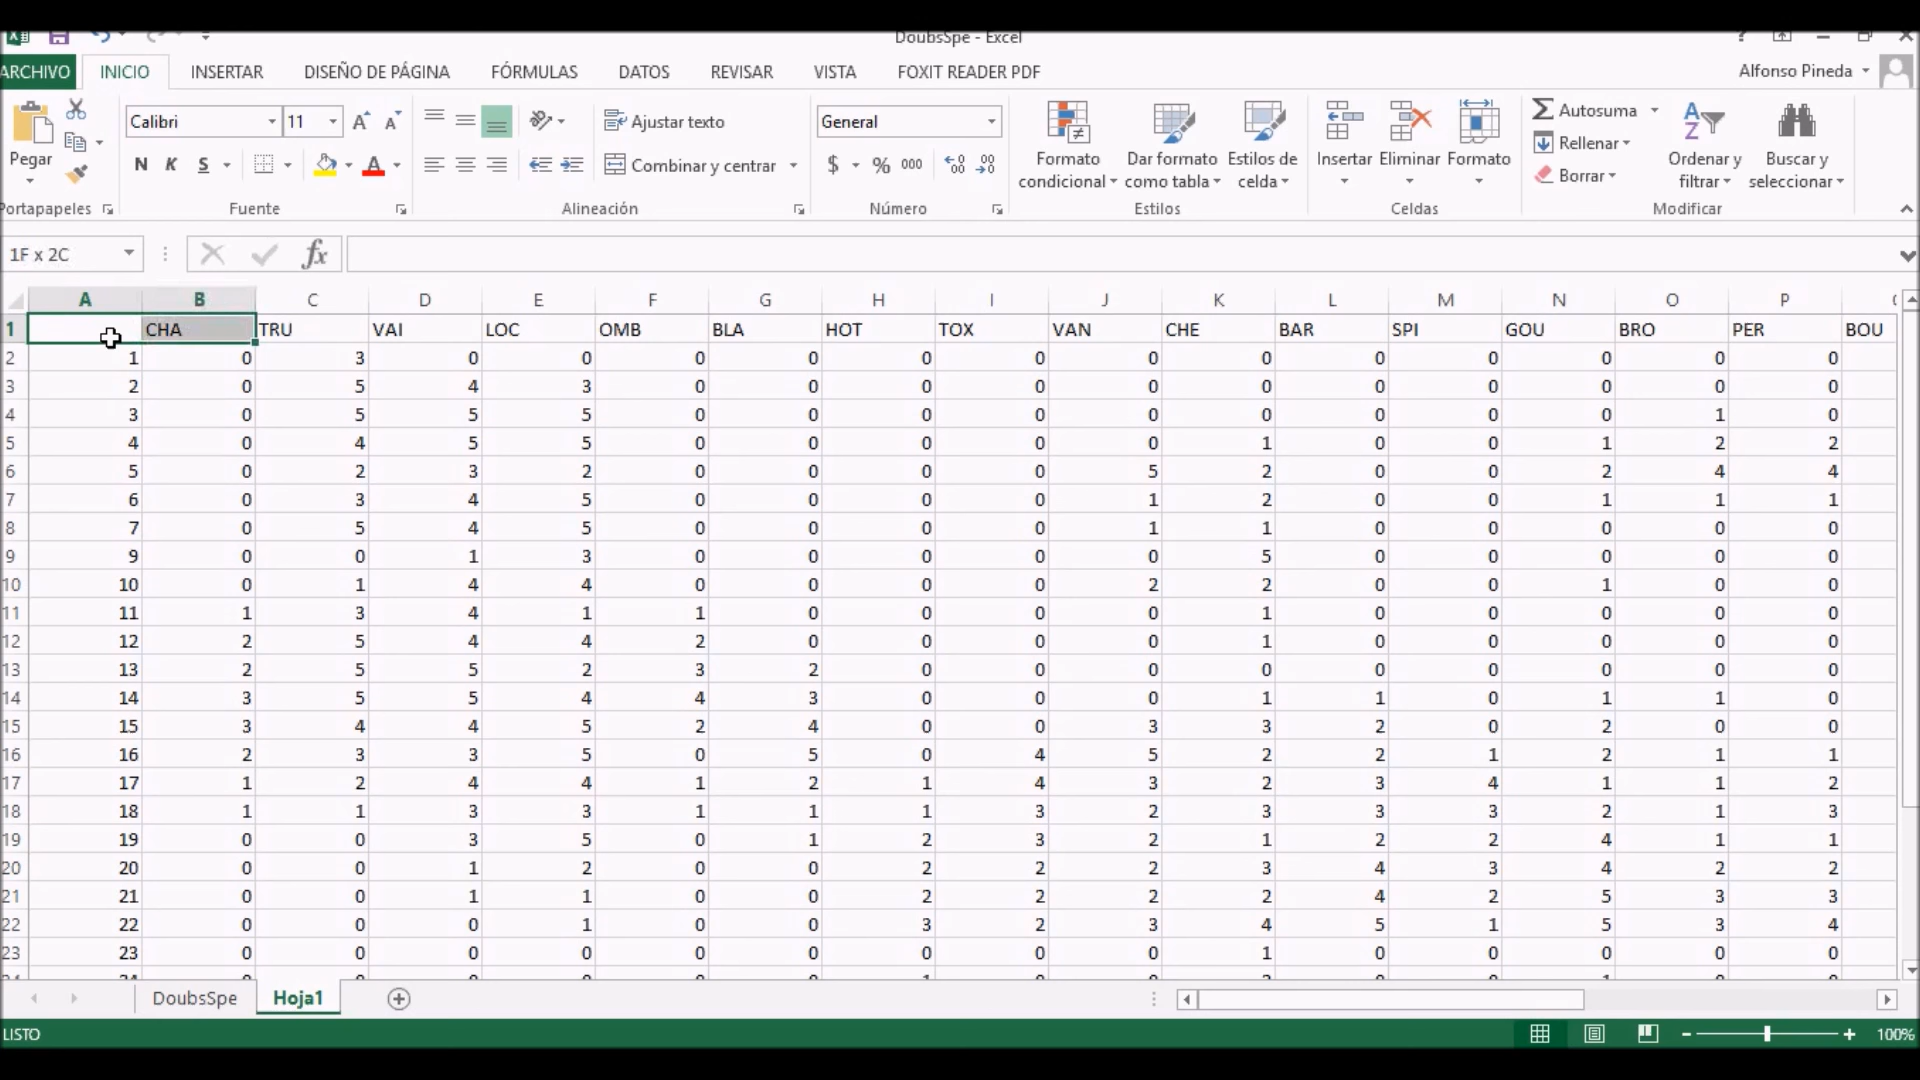 DoubsSpe - Excel
ARCHIVO INICIO INSERTAR DISEÑO DE PÁGINA FÓRMULAS DATOS REVISAR VISTA FOXIT READER PDF Alfonso Pineda
Calibri 11 Ajustar texto General Autosuma
Pegar N K S Combinar y centrar $ % 000 Formato condicional Dar formato como tabla Estilos de celda Insertar Eliminar Formato Rellenar Borrar Ordenar y filtrar Buscar y seleccionar
Portapapeles Fuente Alineación Número Estilos Celdas Modificar
1F x 2C fx
A B C D E F G H I J K L M N O P
1 CHA TRU VAI LOC OMB BLA HOT TOX VAN CHE BAR SPI GOU BRO PER BOU
2 1 0 3 0 0 0 0 0 0 0 0 0 0 0 0 0
3 2 0 5 4 3 0 0 0 0 0 0 0 0 0 0 0
4 3 0 5 5 5 0 0 0 0 0 0 0 0 0 1 0
5 4 0 4 5 5 0 0 0 0 0 1 0 0 1 2 2
6 5 0 2 3 2 0 0 0 0 5 2 0 0 2 4 4
7 6 0 3 4 5 0 0 0 0 1 2 0 0 1 1 1
8 7 0 5 4 5 0 0 0 0 1 1 0 0 0 0 0
9 9 0 0 1 3 0 0 0 0 0 5 0 0 0 0 0
10 10 0 1 4 4 0 0 0 0 2 2 0 0 1 0 0
11 11 1 3 4 1 1 0 0 0 0 1 0 0 0 0 0
12 12 2 5 4 4 2 0 0 0 0 1 0 0 0 0 0
13 13 2 5 5 2 3 2 0 0 0 0 0 0 0 0 0
14 14 3 5 5 4 4 3 0 0 0 1 1 0 1 1 0
15 15 3 4 4 5 2 4 0 0 3 3 2 0 2 0 0
16 16 2 3 3 5 0 5 0 4 5 2 2 1 2 1 1
17 17 1 2 4 4 1 2 1 4 3 2 3 4 1 1 2
18 18 1 1 3 3 1 1 1 3 2 3 3 3 2 1 3
19 19 0 0 3 5 0 1 2 3 2 1 2 2 4 1 1
20 20 0 0 1 2 0 0 2 2 2 3 4 3 4 2 2
21 21 0 0 1 1 0 0 2 2 2 2 4 2 5 3 3
22 22 0 0 0 1 0 0 3 2 3 4 5 1 5 3 4
23 23 0 0 0 0 0 0 0 0 0 1 0 0 0 0 0
DoubsSpe Hoja1
LISTO 100%